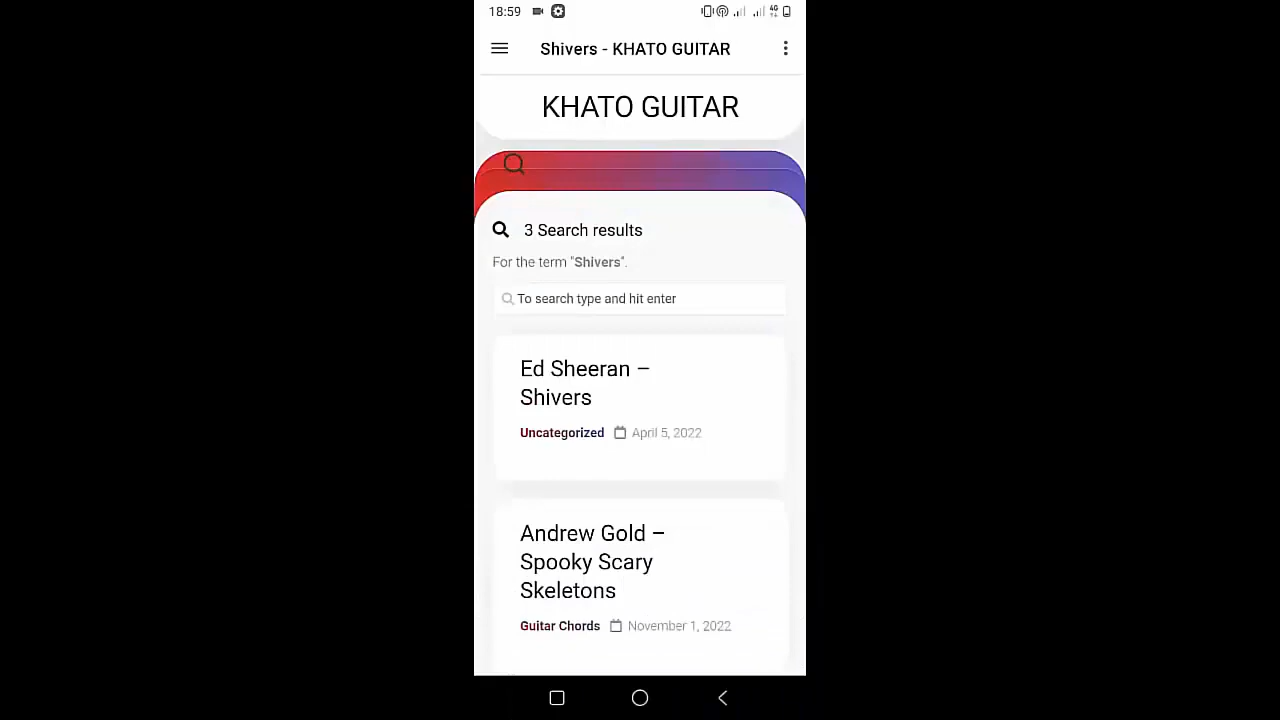 18:59
4G
Shivers - KHATO GUITAR
KHATO GUITAR
3 Search results
For the term "Shivers".
To search type and hit enter
Ed Sheeran –
Shivers
Uncategorized April 5, 2022
Andrew Gold –
Spooky Scary
Skeletons
Guitar Chords November 1, 2022